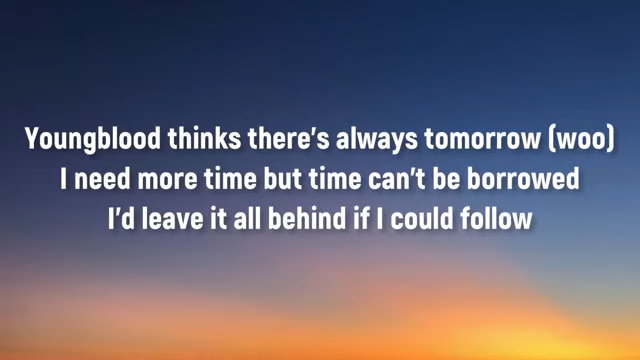 Youngblood thinks there's always tomorrow (woo)
I need more time but time can't be borrowed
I'd leave it all behind if I could follow